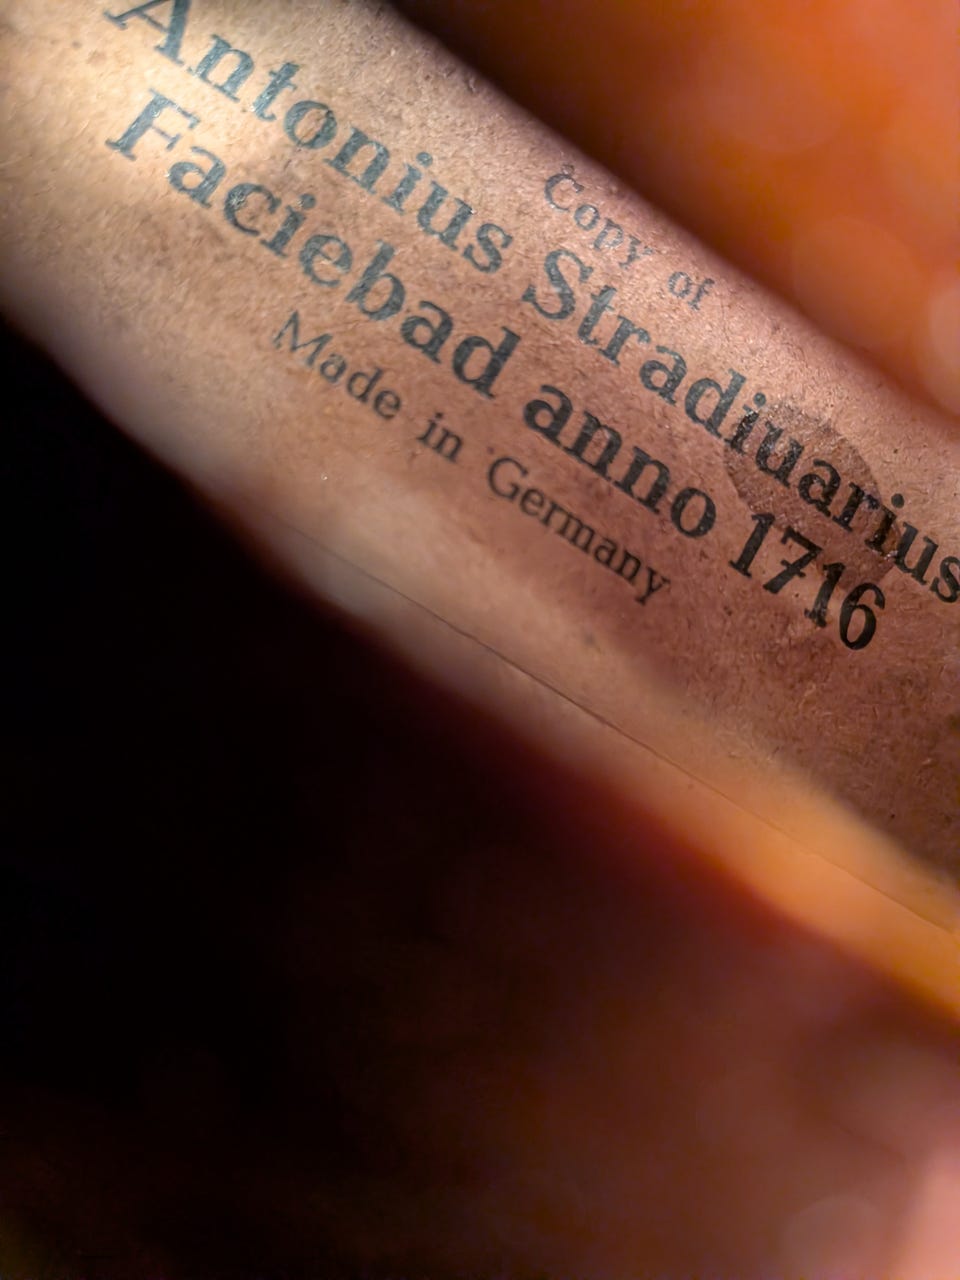 Copy of
Antonius Stradiuarius
Faciebad anno 1716
Made in Germany